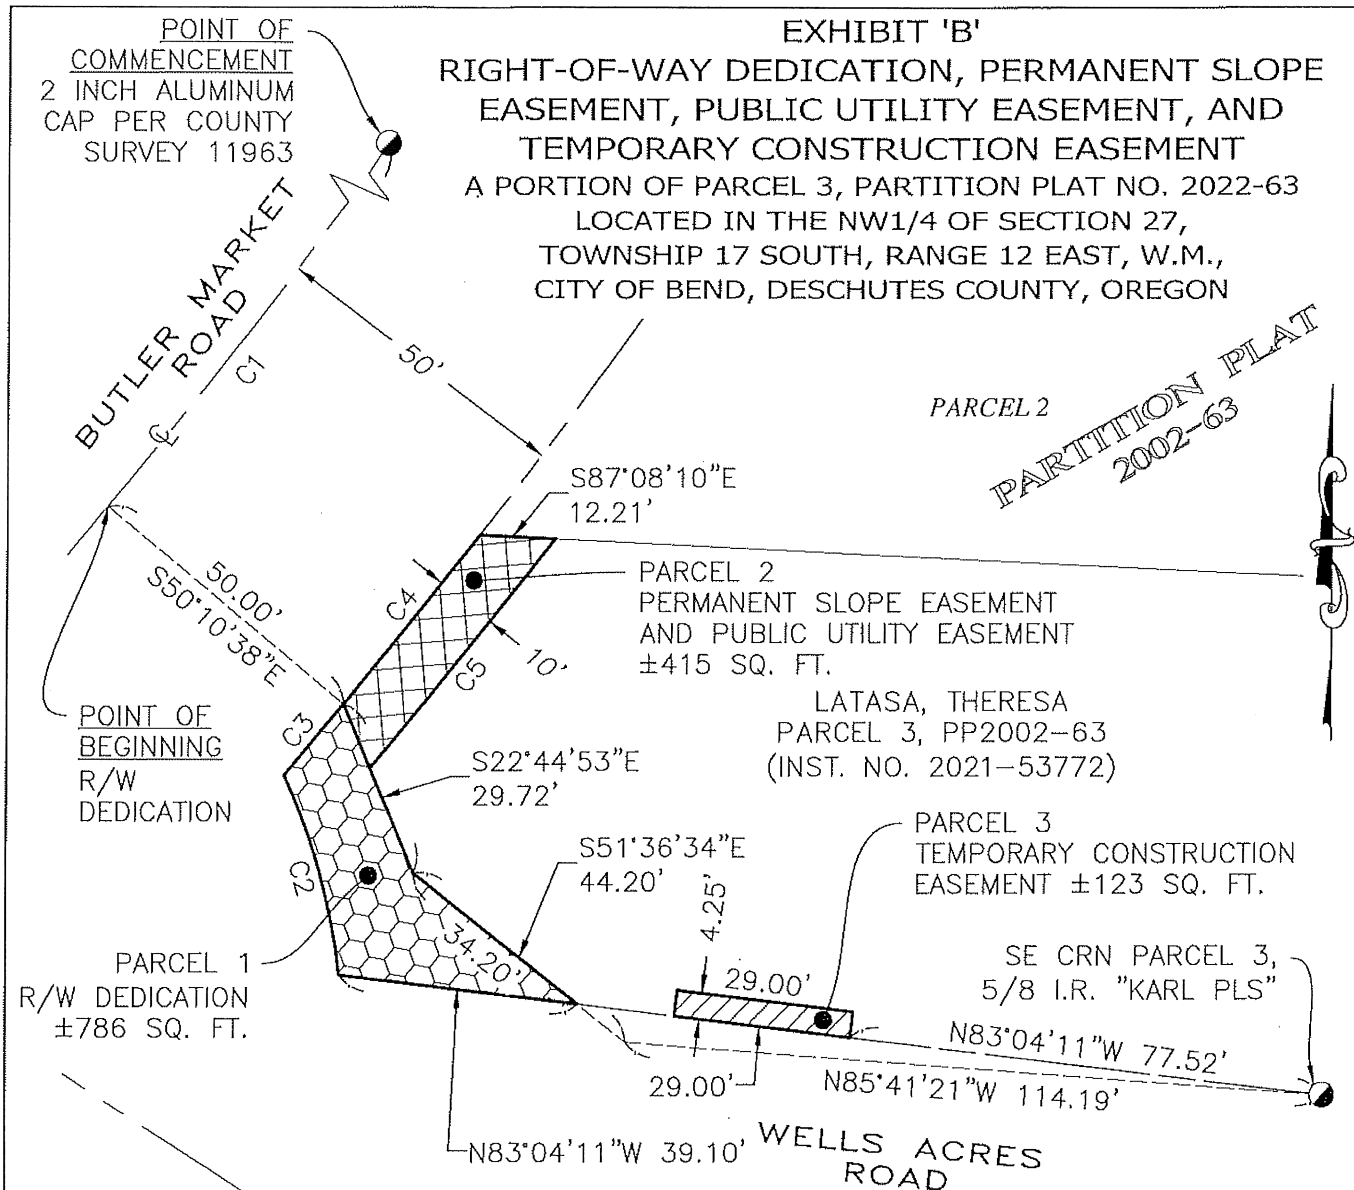 EXHIBIT 'B'
RIGHT-OF-WAY DEDICATION, PERMANENT SLOPE
EASEMENT, PUBLIC UTILITY EASEMENT, AND
TEMPORARY CONSTRUCTION EASEMENT
A PORTION OF PARCEL 3, PARTITION PLAT NO. 2022-63
LOCATED IN THE NW1/4 OF SECTION 27,
TOWNSHIP 17 SOUTH, RANGE 12 EAST, W.M.,
CITY OF BEND, DESCHUTES COUNTY, OREGON
POINT OF
COMMENCEMENT
2 INCH ALUMINUM
CAP PER COUNTY
SURVEY 11963
BUTLER MARKET
ROAD
C1
℄
50'
PARCEL 2
PARTITION PLAT
2002-63
S87°08'10"E
12.21'
50.00'
S50°10'38"E
C4
C5
10'
PARCEL 2
PERMANENT SLOPE EASEMENT
AND PUBLIC UTILITY EASEMENT
±415 SQ. FT.
LATASA, THERESA
PARCEL 3, PP2002-63
(INST. NO. 2021-53772)
POINT OF
BEGINNING
R/W
DEDICATION
C3
S22°44'53"E
29.72'
C2
S51°36'34"E
44.20'
34.20'
PARCEL 3
TEMPORARY CONSTRUCTION
EASEMENT ±123 SQ. FT.
4.25'
29.00'
29.00'
SE CRN PARCEL 3,
5/8 I.R. "KARL PLS"
PARCEL 1
R/W DEDICATION
±786 SQ. FT.
N83°04'11"W 77.52'
N85°41'21"W 114.19'
N83°04'11"W 39.10'
WELLS ACRES
ROAD